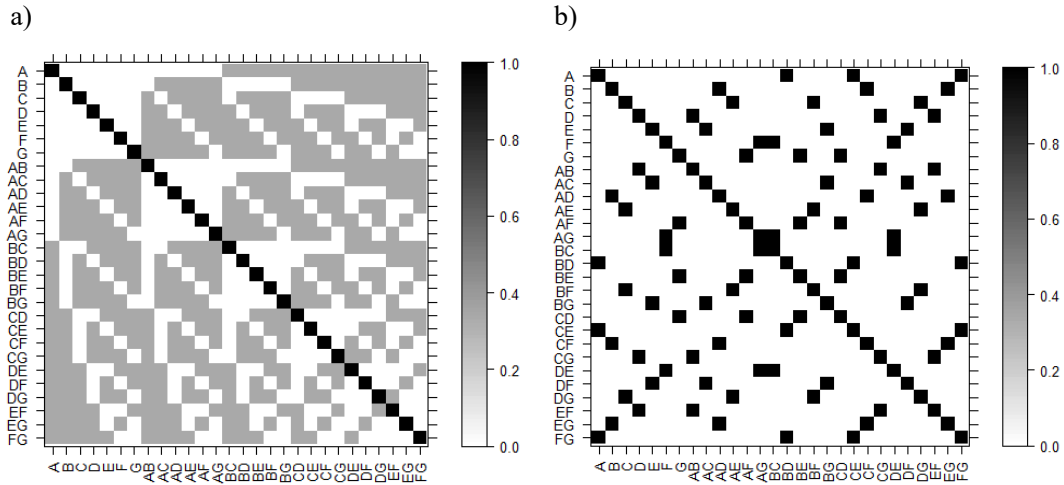 a)
b)
A
B
C
D
E
F
G
AB
AC
AD
AE
AF
AG
BC
BD
BE
BF
BG
CD
CE
CF
CG
DE
DF
DG
EF
EG
FG
A B C D E F G AB AC AD AE AF AG BC BD BE BF BG CD CE CF CG DE DF DG EF EG FG
1.0
0.8
0.6
0.4
0.2
0.0
A
B
C
D
E
F
G
AB
AC
AD
AE
AF
AG
BC
BD
BE
BF
BG
CD
CE
CF
CG
DE
DF
DG
EF
EG
FG
A B C D E F G AB AC AD AE AF AG BC BD BE BF BG CD CE CF CG DE DF DG EF EG FG
1.0
0.8
0.6
0.4
0.2
0.0